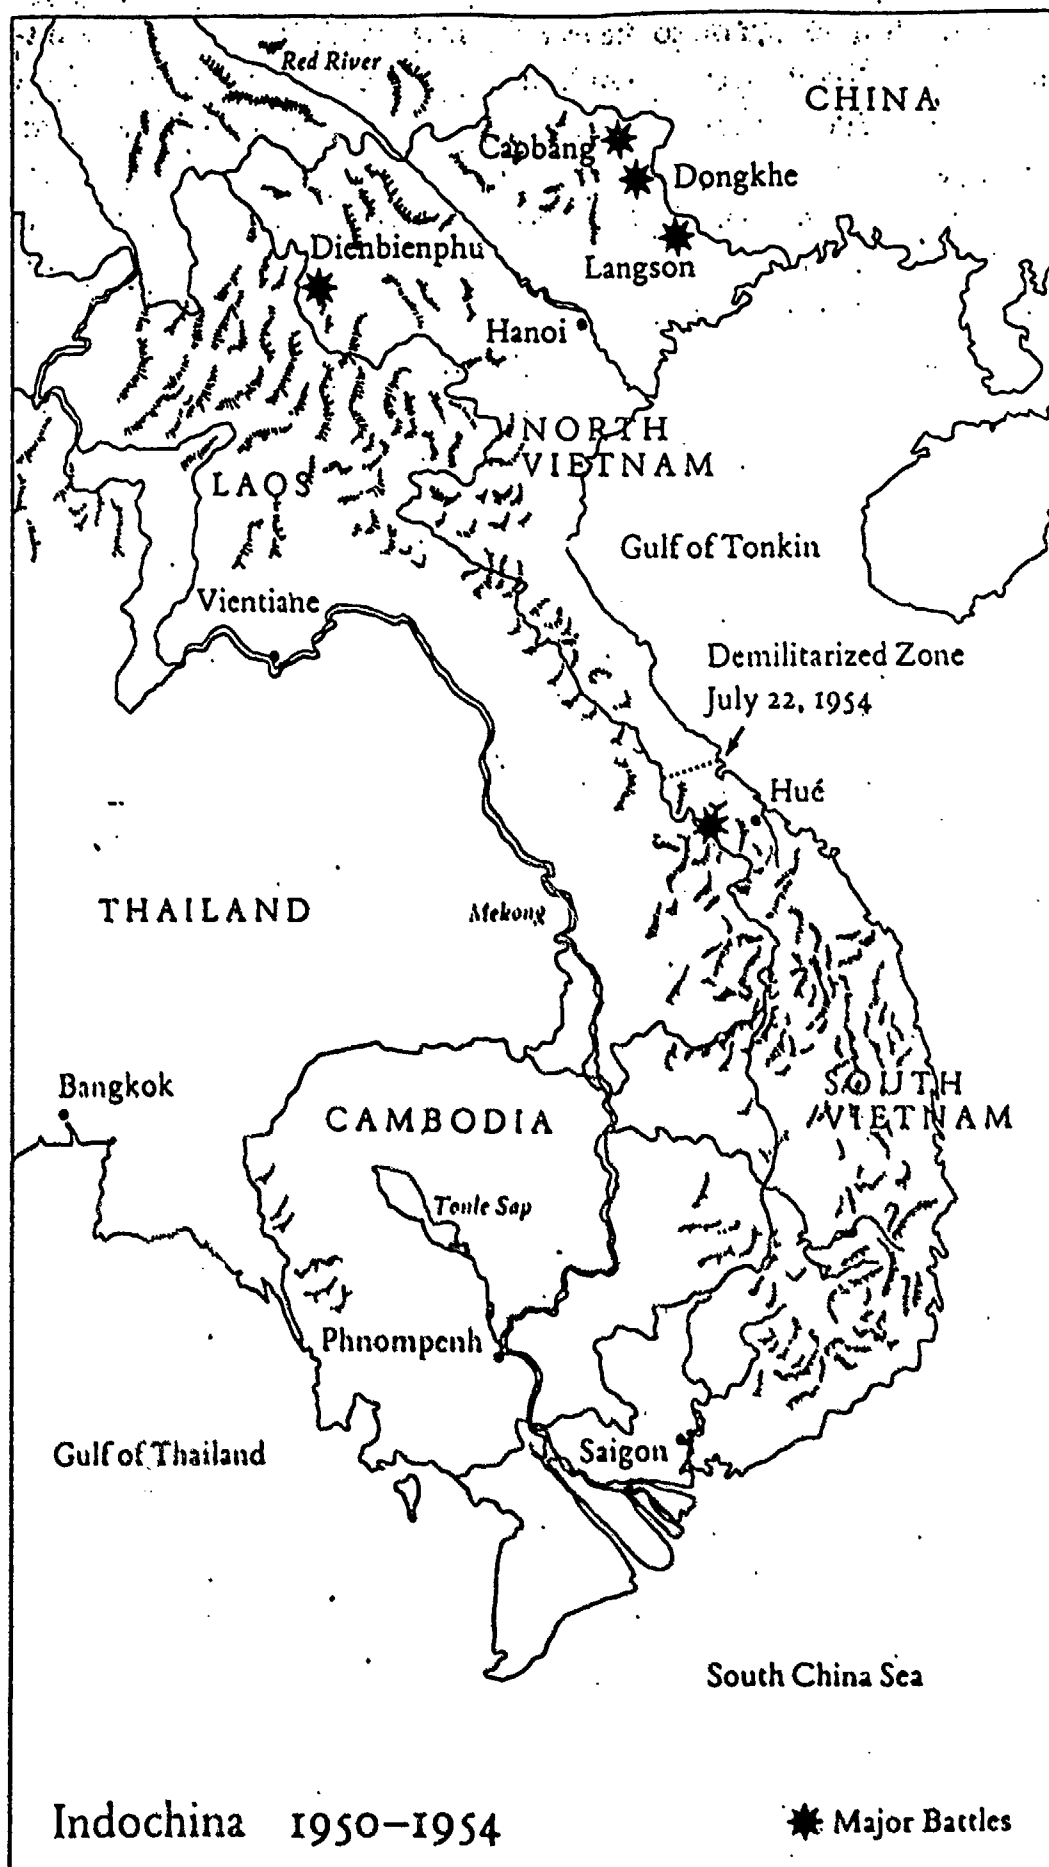 Red River
CHINA
Caobang
Dongkhe
Dienbienphu
Langson
Hanoi
NORTH
VIETNAM
LAOS
Gulf of Tonkin
Vientiane
Demilitarized Zone
July 22, 1954
Hué
THAILAND
Mekong
Bangkok
SOUTH
VIETNAM
CAMBODIA
Tonle Sap
Phnompenh
Gulf of Thailand
Saigon
South China Sea
Indochina 1950–1954
Major Battles